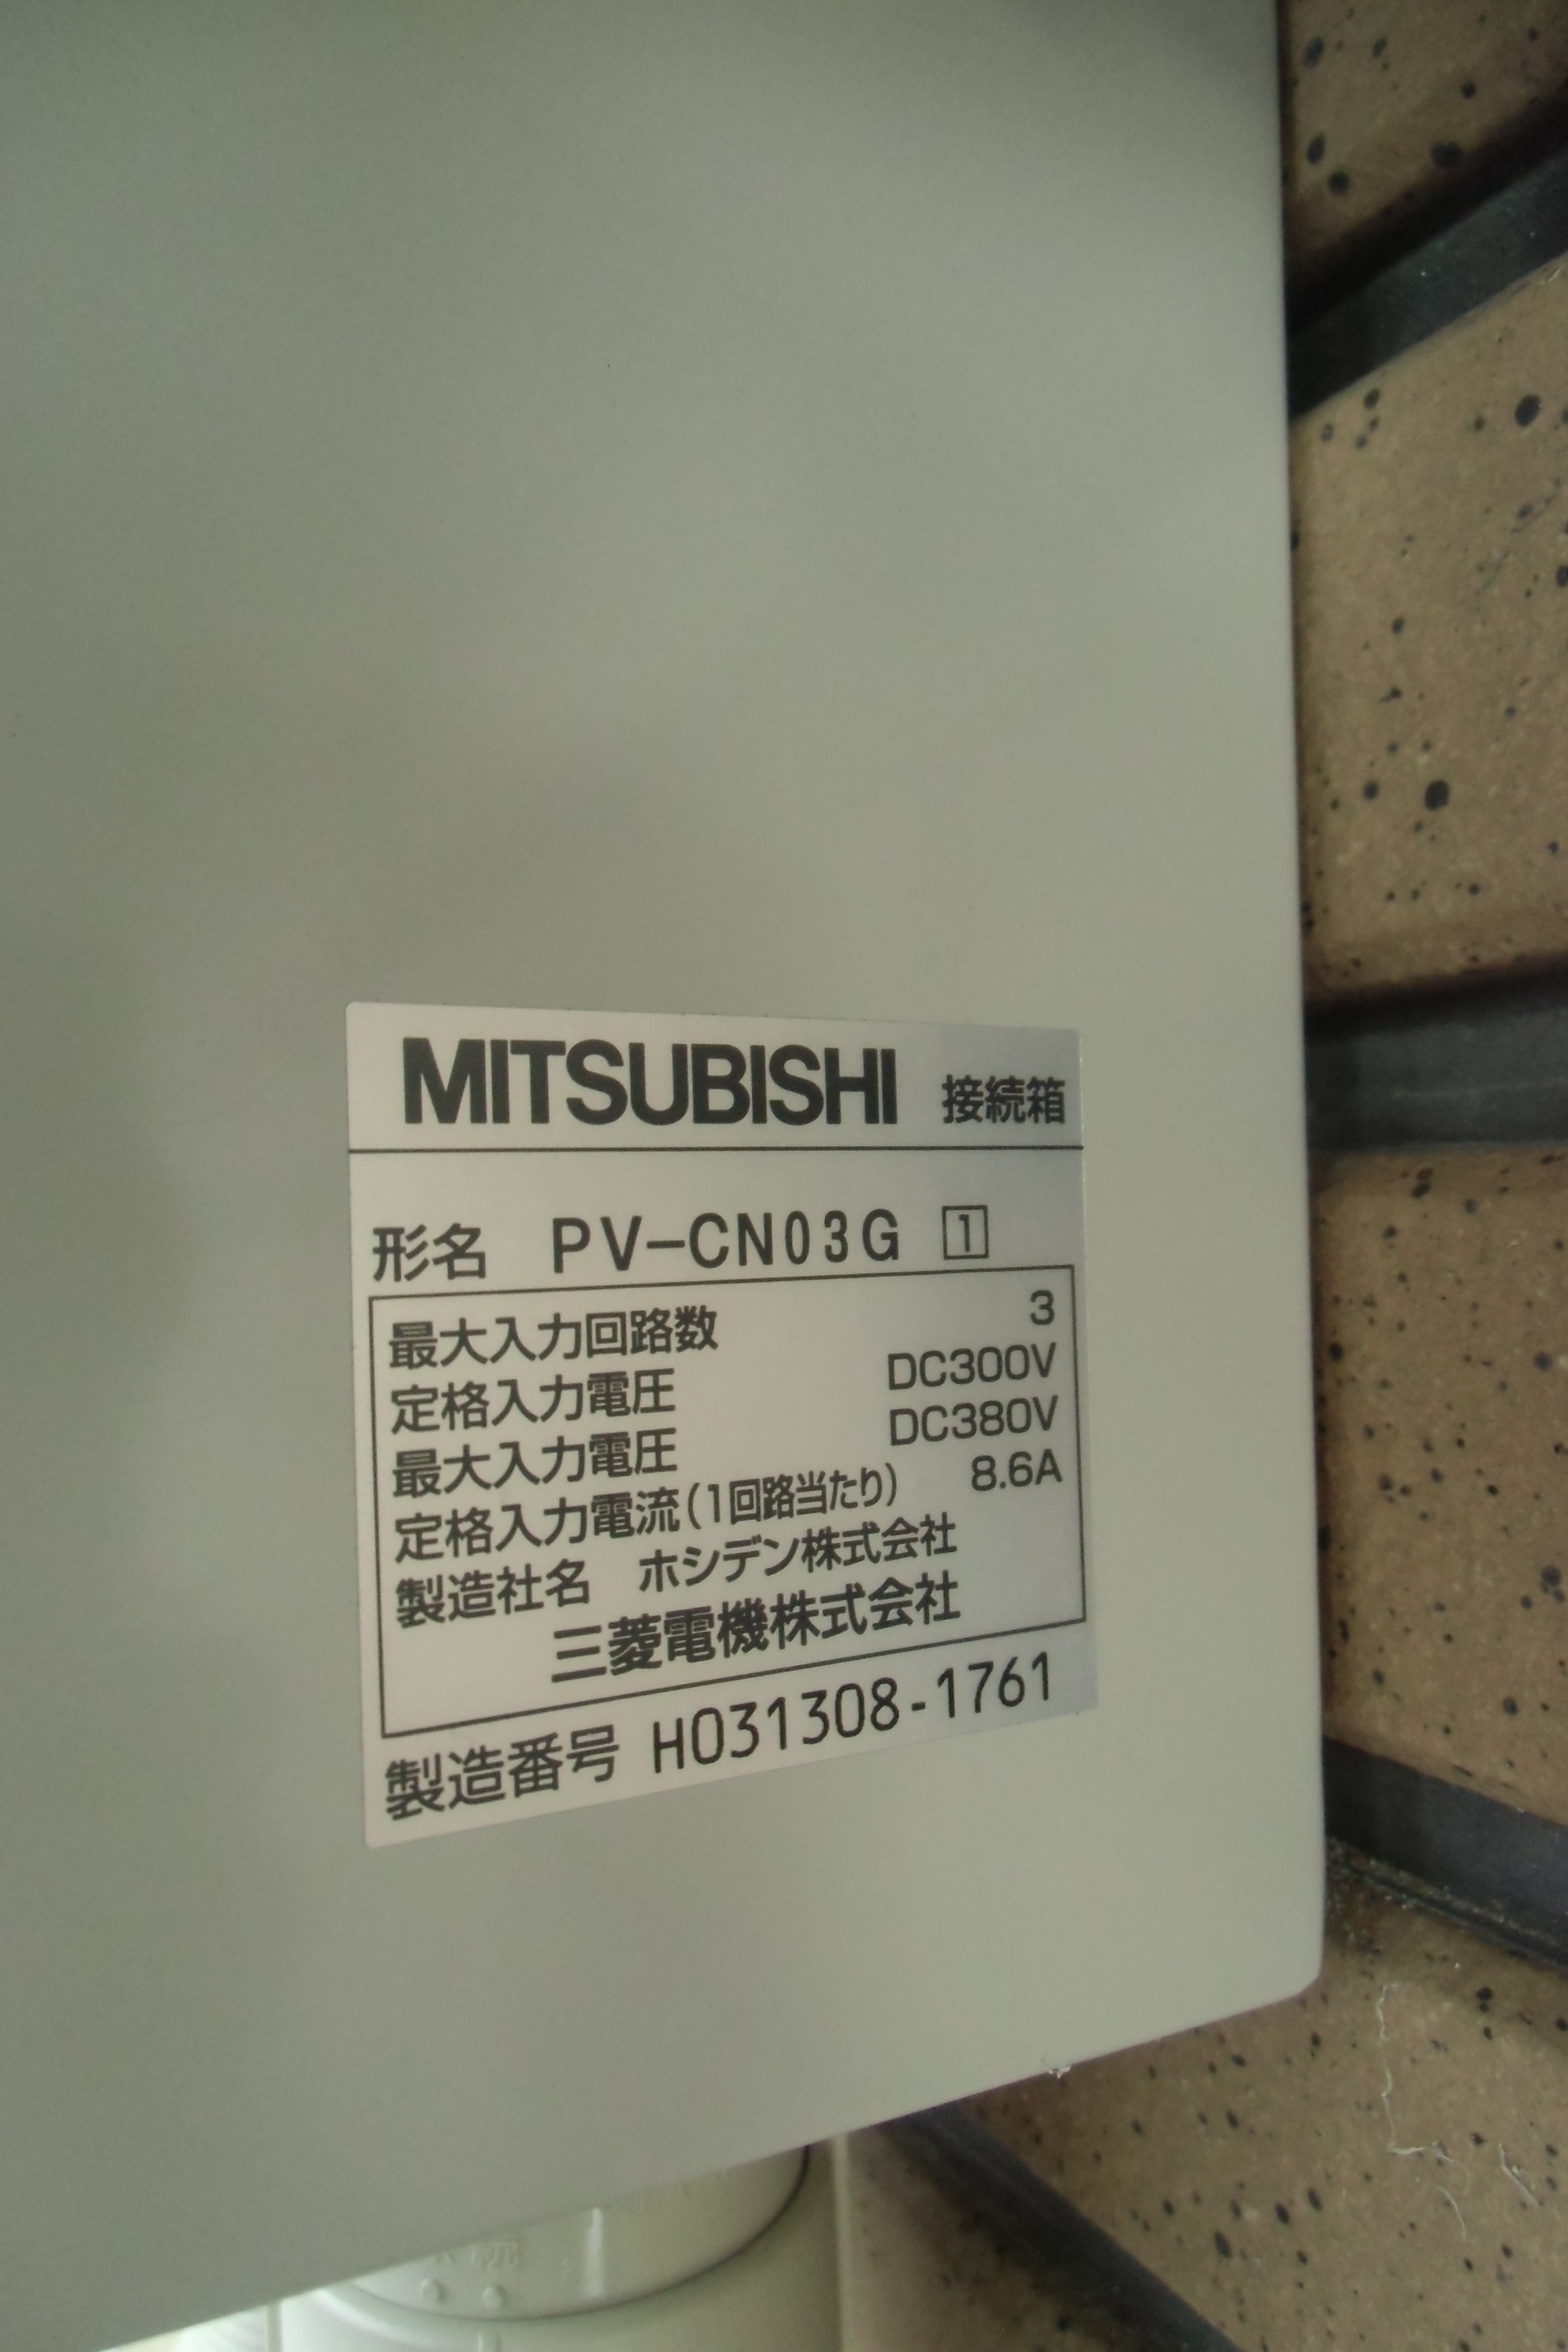 MITSUBISHI 接続箱
形名 PV-CN03G 1
最大入力回路数 3
定格入力電圧 DC300V
最大入力電圧 DC380V
定格入力電流(1回路当たり) 8.6A
製造社名 ホシデン株式会社
三菱電機株式会社
製造番号 H031308-1761